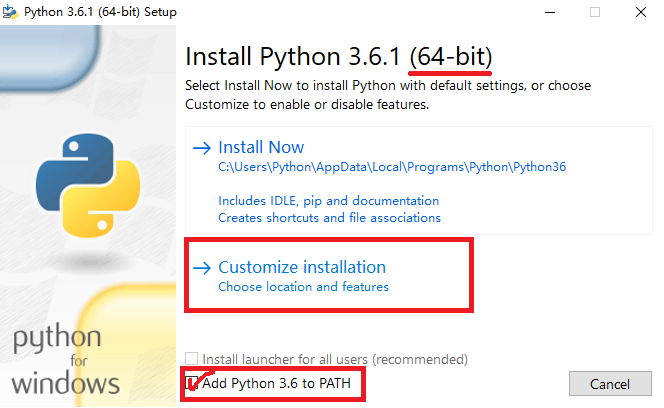 Python 3.6.1 (64-bit) Setup
Install Python 3.6.1 (64-bit)
Select Install Now to install Python with default settings, or choose
Customize to enable or disable features.
Install Now
C:\Users\Python\AppData\Local\Programs\Python\Python36
Includes IDLE, pip and documentation
Creates shortcuts and file associations
Customize installation
Choose location and features
python
for
windows
Install launcher for all users (recommended)
Add Python 3.6 to PATH
Cancel